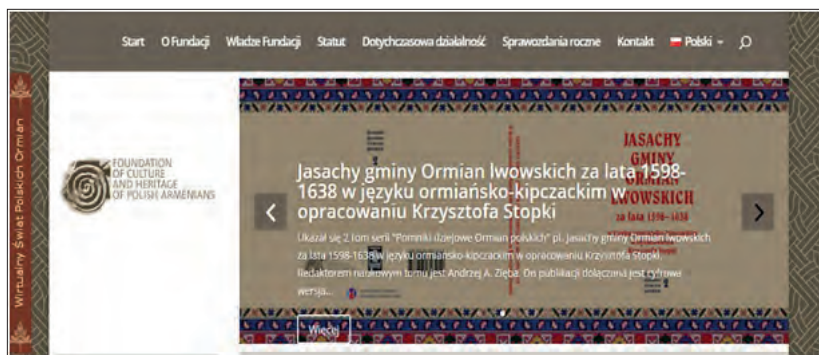 Start O Fundacji Władze Fundacji Statut Dotychczasowa działalność Sprawozdania roczne Kontakt Polski
Wirtualny Świat Polskich Ormian
FOUNDATION
OF CULTURE
AND HERITAGE
OF POLISH ARMENIANS
Jasachy gminy Ormian lwowskich za lata 1598-
1638 w języku ormiańsko-kipczackim w
opracowaniu Krzysztofa Stopki
Ukazał się 2 tom serii "Pomniki dziejowe Ormian polskich" pt. Jasachy gminy Ormian lwowskich
za lata 1598-1638 w języku ormiańsko-kipczackim w opracowaniu Krzysztofa Stopki.
Redaktorem naukowym tomu jest Andrzej A. Zięba. Do publikacji dołączana jest cyfrowa
wersja...
Więcej
JASACHY
GMINY
ORMIAN
LWOWSKICH
za lata 1598-1638